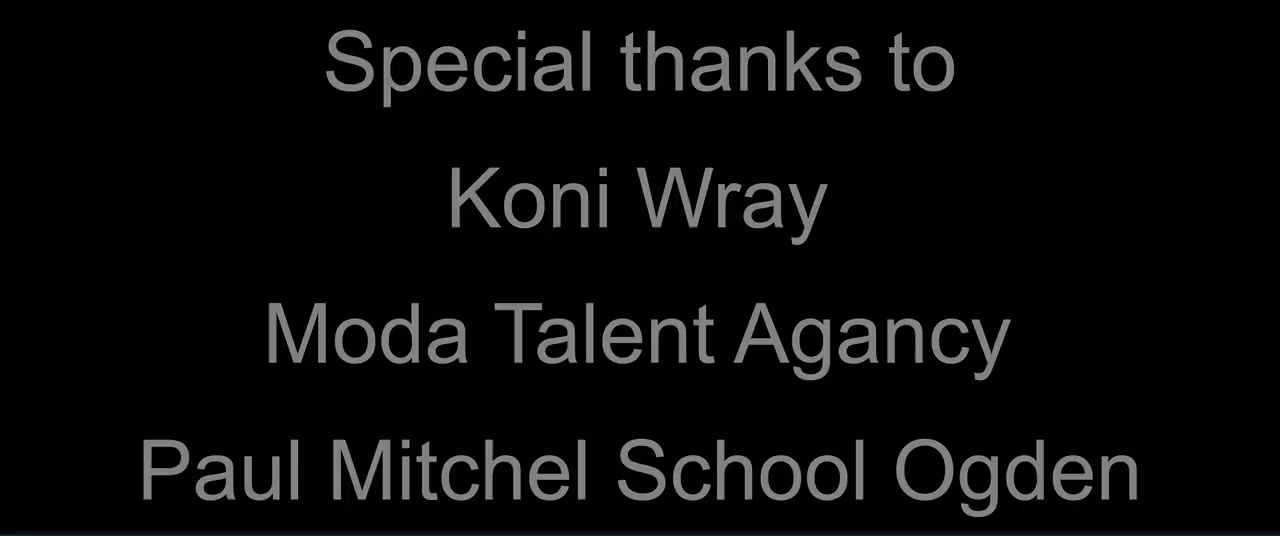 Special thanks to
Koni Wray
Moda Talent Agancy
Paul Mitchel School Ogden